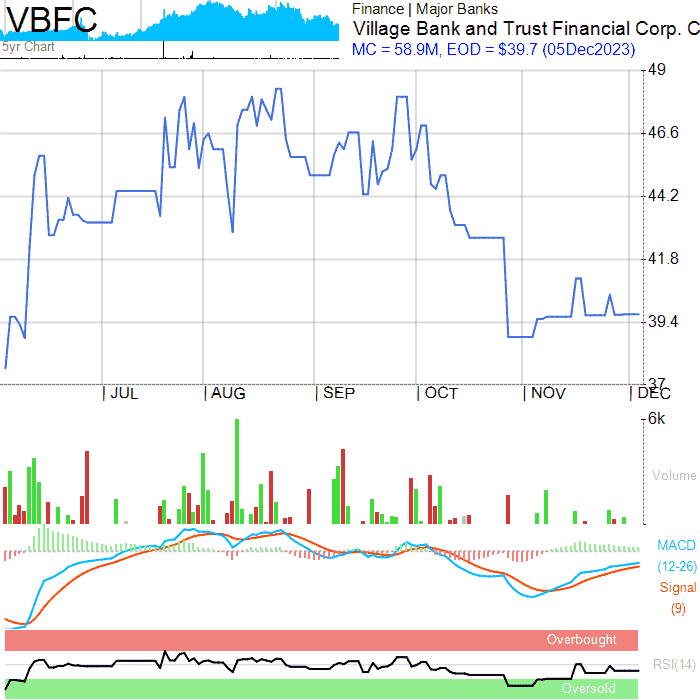 VBFC
5yr Chart
Finance | Major Banks
Village Bank and Trust Financial Corp. C
MC = 58.9M, EOD = $39.7 (05Dec2023)
49
46.6
44.2
41.8
39.4
37
| JUL | AUG | SEP | OCT | NOV | DEC
6k
Volume
MACD
(12-26)
Signal
(9)
Overbought
RSI(14)
Oversold